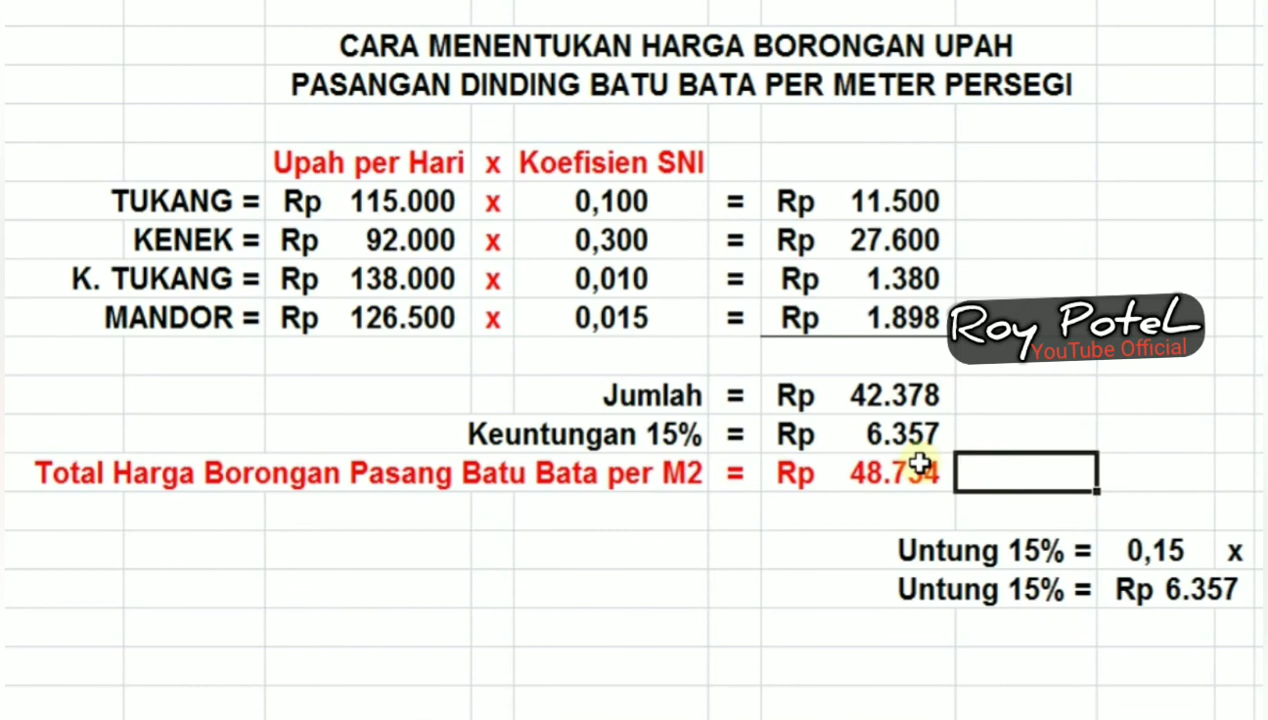 CARA MENENTUKAN HARGA BORONGAN UPAH
PASANGAN DINDING BATU BATA PER METER PERSEGI
Upah per Hari x Koefisien SNI
TUKANG = Rp 115.000 x 0,100 = Rp 11.500
KENEK = Rp 92.000 x 0,300 = Rp 27.600
K. TUKANG = Rp 138.000 x 0,010 = Rp 1.380
MANDOR = Rp 126.500 x 0,015 = Rp 1.898
Roy PoteL
YouTube Official
Jumlah = Rp 42.378
Keuntungan 15% = Rp 6.357
Total Harga Borongan Pasang Batu Bata per M2 = Rp 48.734
Untung 15% = 0,15 x
Untung 15% = Rp 6.357